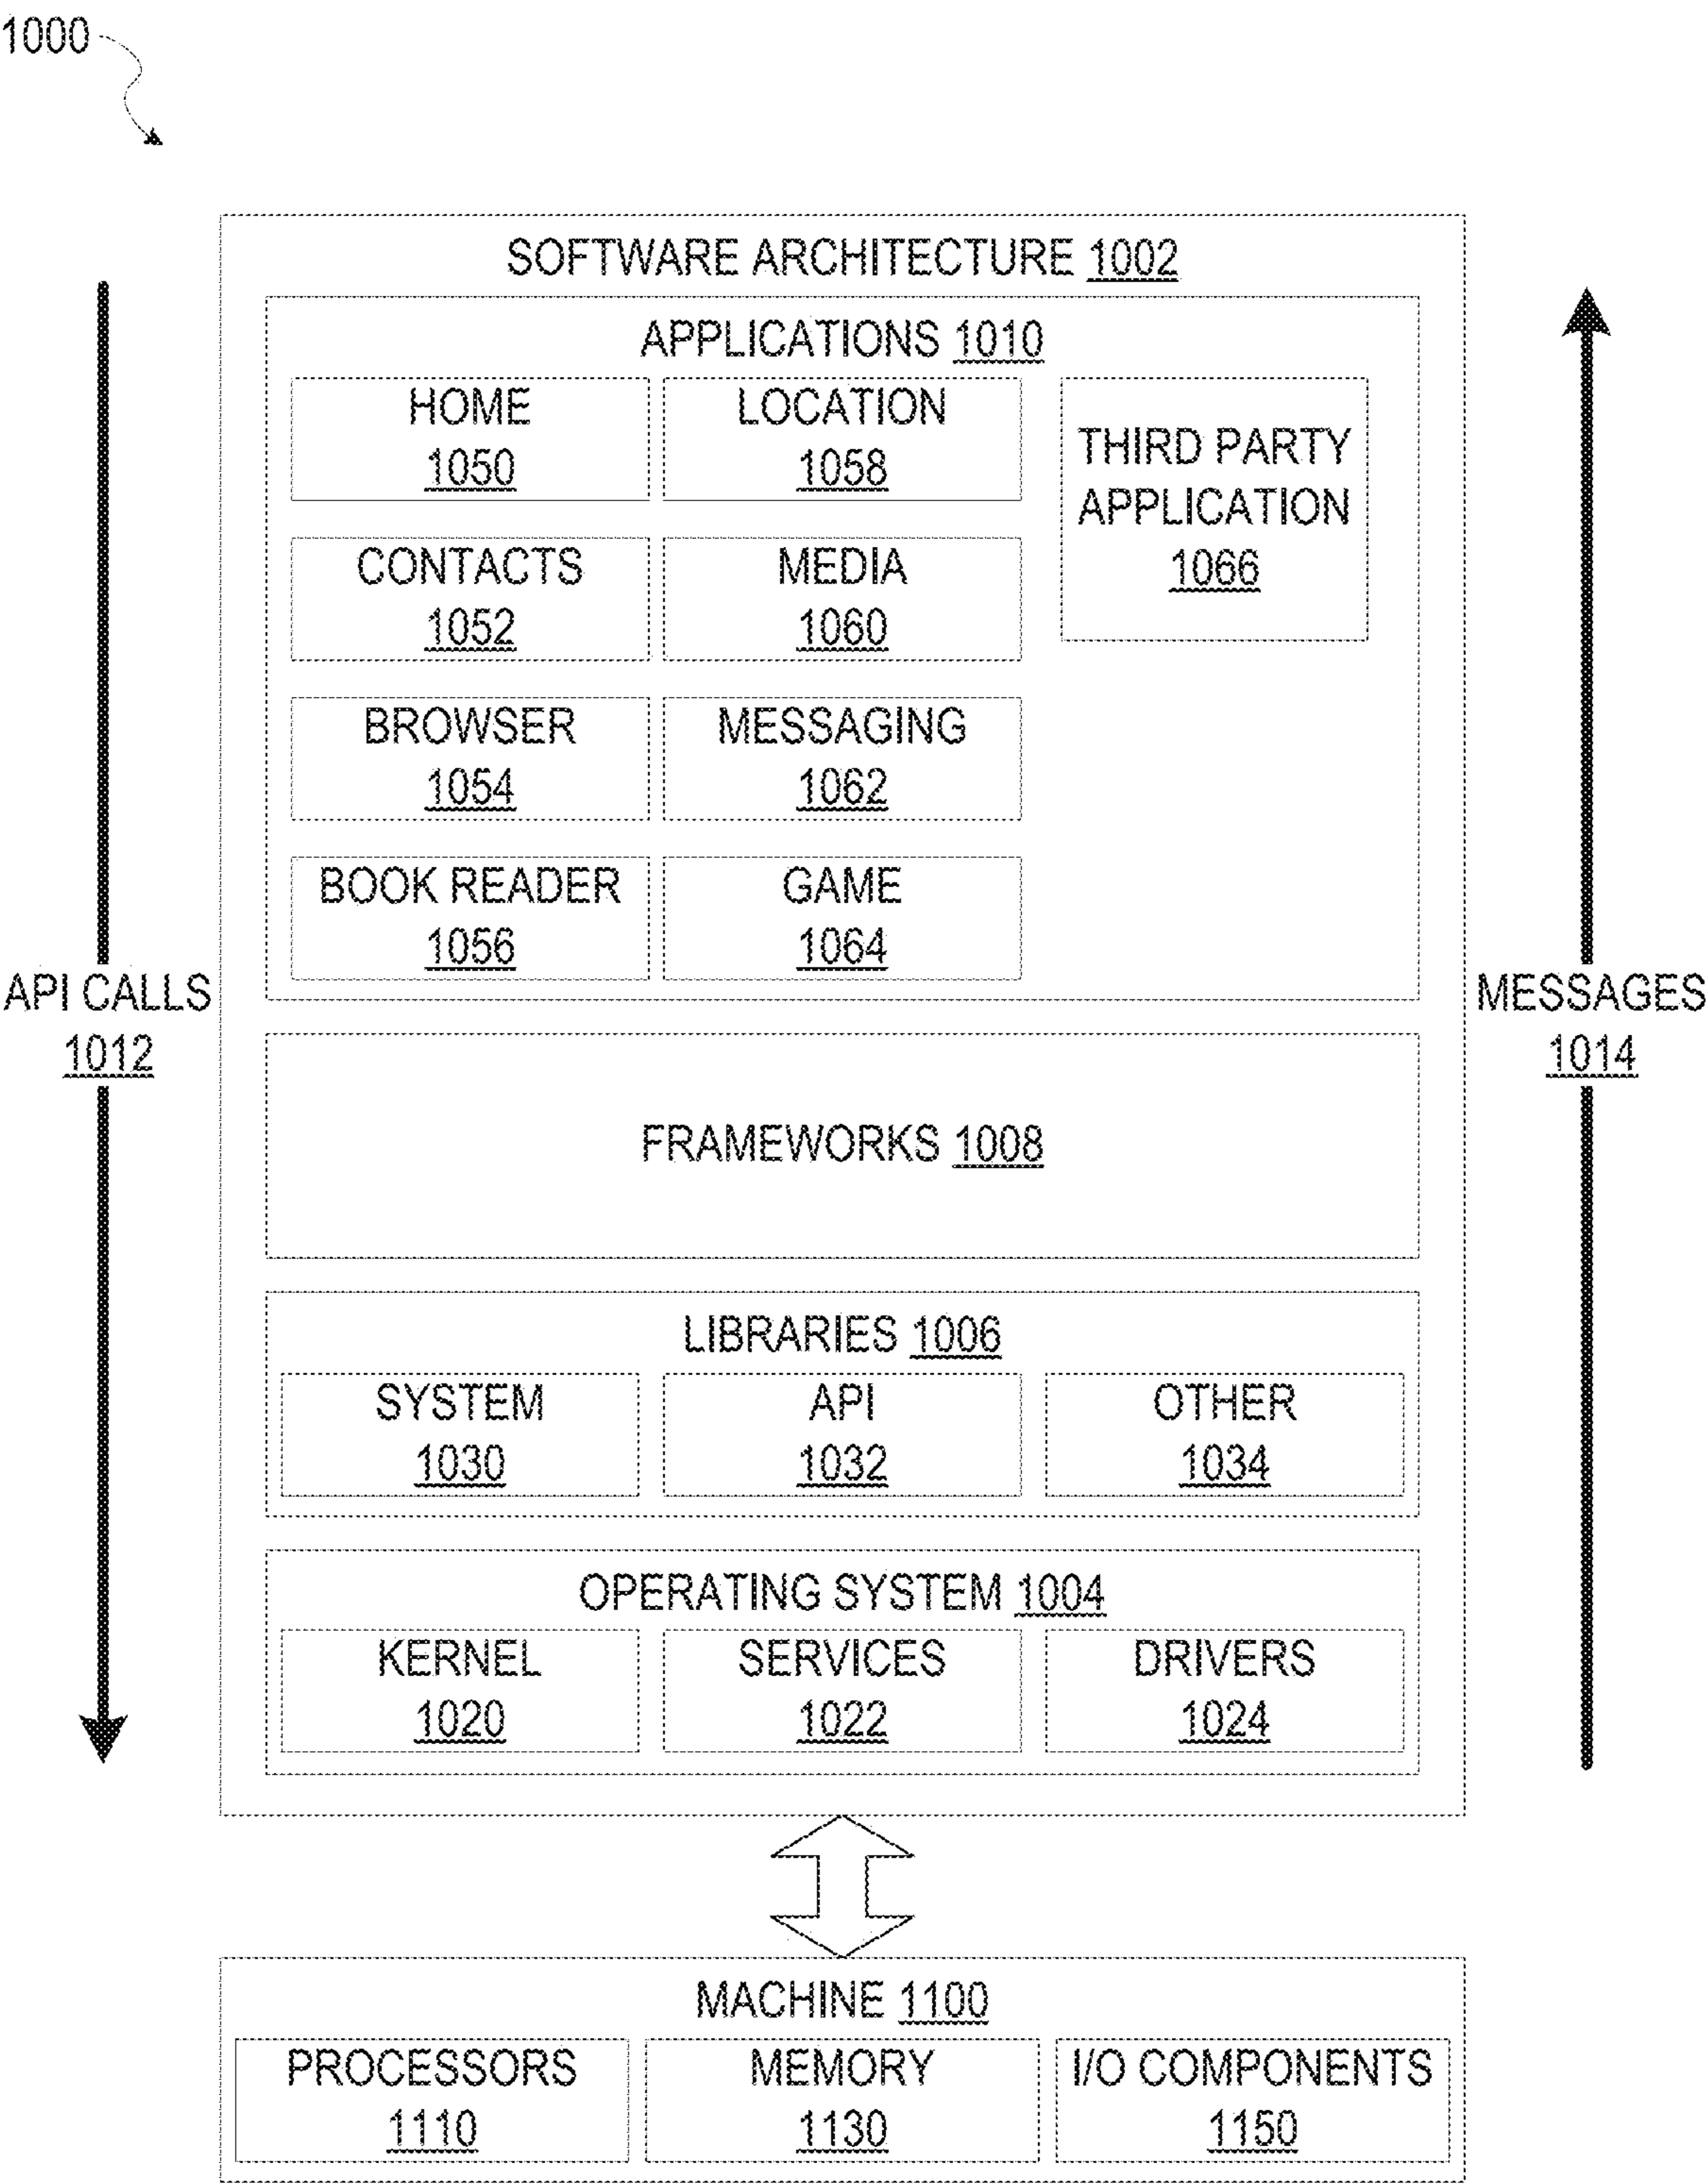 1000
SOFTWARE ARCHITECTURE 1002
APPLICATIONS 1010
HOME
1050
LOCATION
1058
THIRD PARTY
APPLICATION
1066
CONTACTS
1052
MEDIA
1060
BROWSER
1054
MESSAGING
1062
BOOK READER
1056
GAME
1064
API CALLS
1012
MESSAGES
1014
FRAMEWORKS 1008
LIBRARIES 1006
SYSTEM
1030
API
1032
OTHER
1034
OPERATING SYSTEM 1004
KERNEL
1020
SERVICES
1022
DRIVERS
1024
MACHINE 1100
PROCESSORS
1110
MEMORY
1130
I/O COMPONENTS
1150